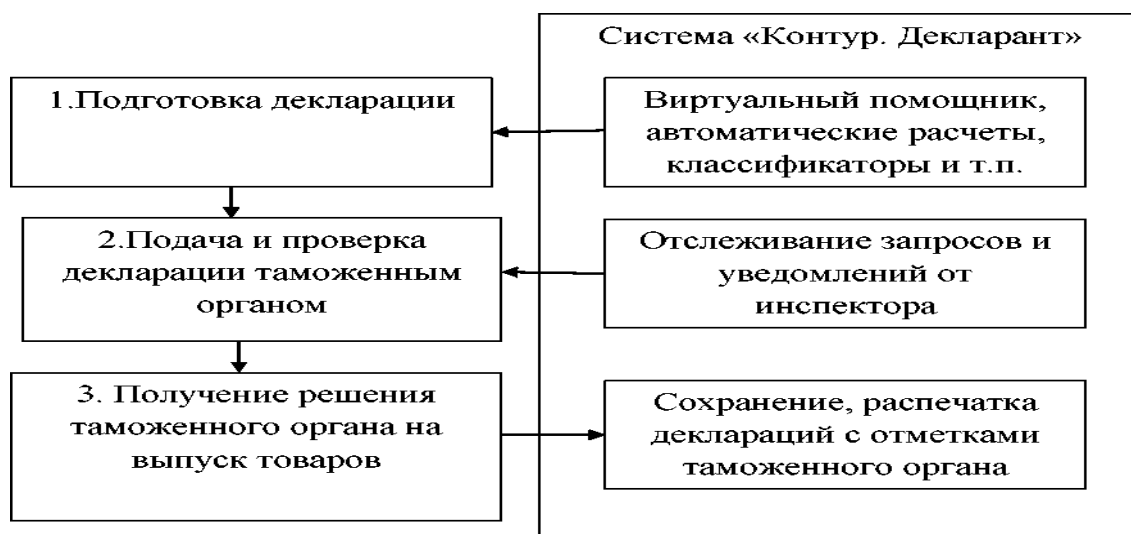 Система «Контур. Декларант»
1.Подготовка декларации
Виртуальный помощник,
автоматические расчеты,
классификаторы и т.п.
2.Подача и проверка
декларации таможенным
органом
Отслеживание запросов и
уведомлений от
инспектора
3. Получение решения
таможенного органа на
выпуск товаров
Сохранение, распечатка
деклараций с отметками
таможенного органа